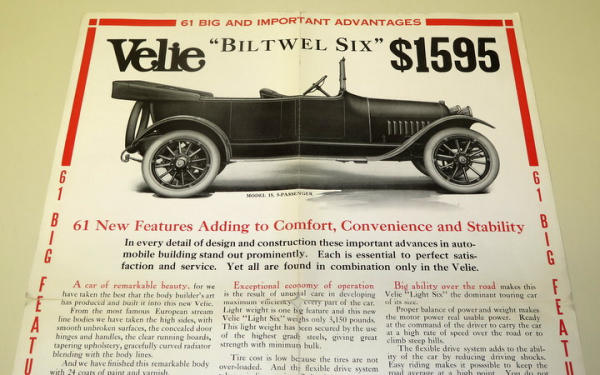 61 BIG AND IMPORTANT ADVANTAGES
Velie "BILTWEL SIX" $1595
MODEL 15, 5-PASSENGER
61 New Features Adding to Comfort, Convenience and Stability
In every detail of design and construction these important advances in auto-
mobile building stand out prominently. Each is essential to perfect satis-
faction and service. Yet all are found in combination only in the Velie.
A car of remarkable beauty, for we
have taken the best that the body builder's art
has produced and built it into this new Velie.
From the most famous European stream
line bodies we have taken the high sides, with
smooth unbroken surfaces, the concealed door
hinges and handles, the clear running boards,
tapering upholstery, gracefully curved radiator
blending with the body lines.
And we have finished this remarkable body
with 24 coats of paint and varnish.
Exceptional economy of operation
is the result of unusual care in developing
maximum efficiency in every part of the car.
Light weight is one big feature and this new
Velie "Light Six" weighs only 3,150 pounds.
This light weight has been secured by the use
of the highest grade steels, giving great
strength with minimum bulk.
Tire cost is low because the tires are not
over-loaded. And the flexible drive
Big ability over the road makes this
Velie "Light Six" the dominant touring car
of its size.
Proper balance of power and weight makes
the motor power real usable power. Ready
at the command of the driver to carry the car
at a high rate of speed over the road or to
climb steep hills.
The flexible drive system adds to the abil-
ity of the car by reducing driving shocks.
Easy riding makes it possible to keep the
road average at a high point. You do not
61 BIG FEATU
61 BIG FEATU